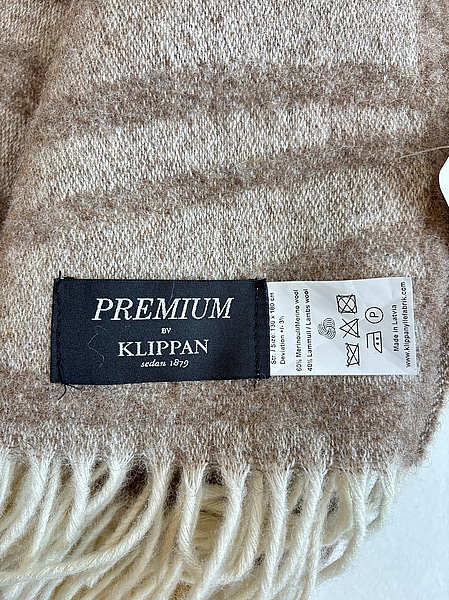 PREMIUM
BY
KLIPPAN
sedan 1879
Str. / Size: 130 x 180 cm
Deviation +/- 3%
60% Merinoull/Merino wool
40% Lammull / Lambs wool
P
Made in Latvia
www.klippanyllefabrik.com